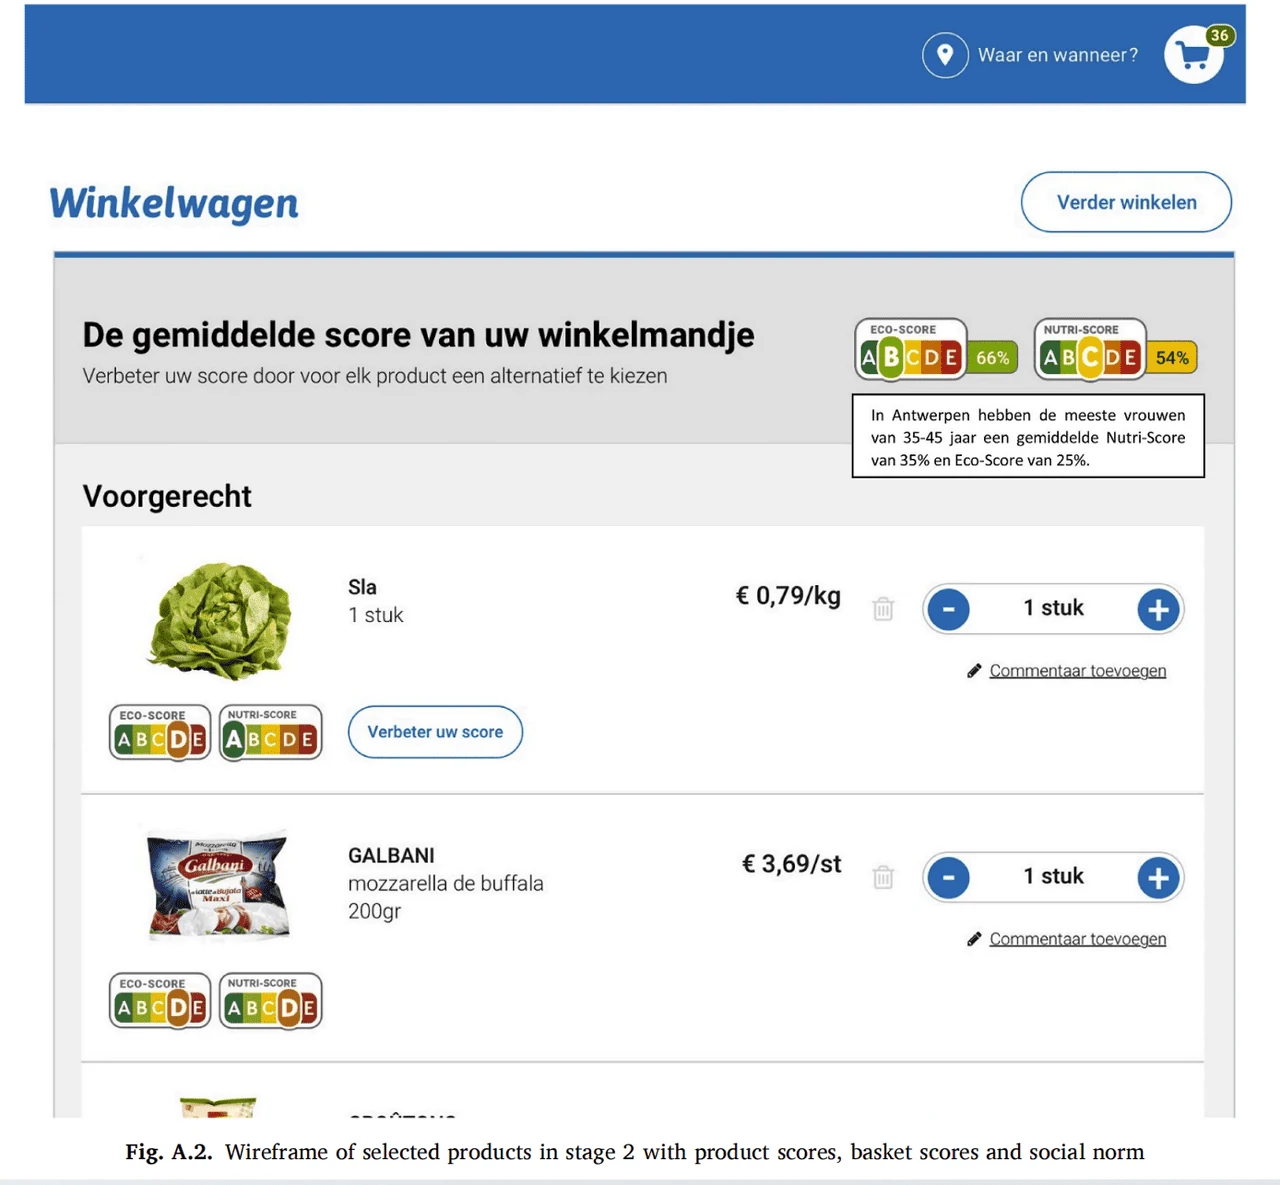 36
Waar en wanneer?
Winkelwagen
Verder winkelen
De gemiddelde score van uw winkelmandje
Verbeter uw score door voor elk product een alternatief te kiezen
ECO-SCORE
A B C D E 66%
NUTRI-SCORE
A B C D E 54%
In Antwerpen hebben de meeste vrouwen
van 35-45 jaar een gemiddelde Nutri-Score
van 35% en Eco-Score van 25%.
Voorgerecht
Sla
1 stuk
€ 0,79/kg
- 1 stuk +
Commentaar toevoegen
ECO-SCORE
A B C D E
NUTRI-SCORE
A B C D E
Verbeter uw score
Mozzarella
Galbani
Maxi
GALBANI
mozzarella de buffala
200gr
€ 3,69/st
- 1 stuk +
Commentaar toevoegen
ECO-SCORE
A B C D E
NUTRI-SCORE
A B C D E
Fig. A.2. Wireframe of selected products in stage 2 with product scores, basket scores and social norm